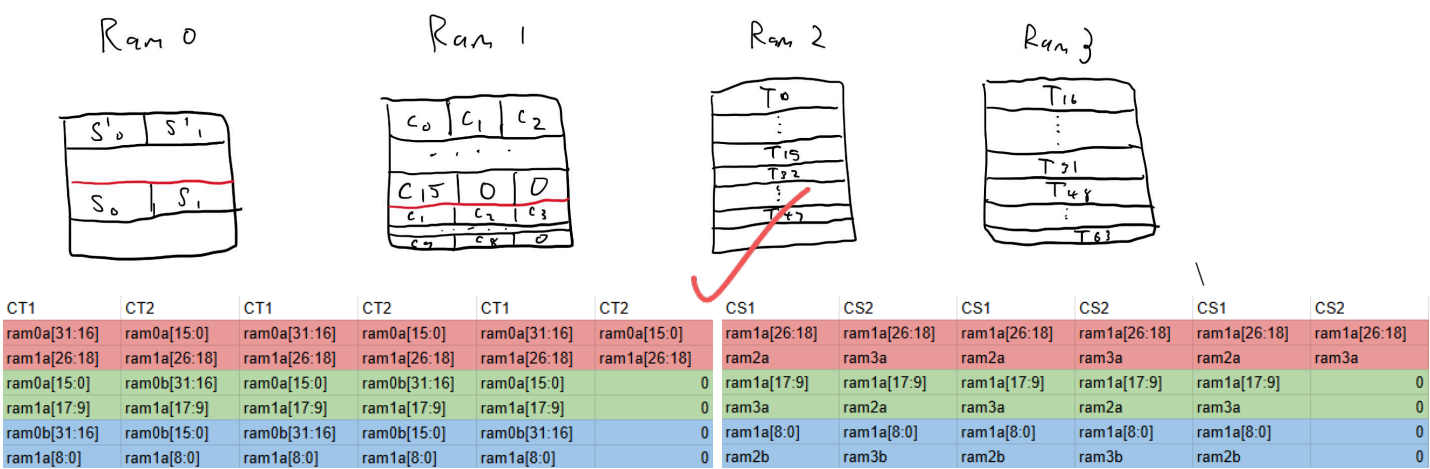 Ram 0 Ram 1 Ram 2 Ram 3
S'0 S'1
S0 S1
C0 C1 C2
. . . .
C15 0 0
C1 C2 C3
C8 0
T0
⋮
T15
T32
⋮
T47
T16
⋮
T31
T48
⋮
T63
CT1 CT2 CT1 CT2 CT1 CT2 CS1 CS2 CS1 CS2 CS1 CS2
ram0a[31:16] ram0a[15:0] ram0a[31:16] ram0a[15:0] ram0a[31:16] ram0a[15:0] ram1a[26:18] ram1a[26:18] ram1a[26:18] ram1a[26:18] ram1a[26:18] ram1a[26:18]
ram1a[26:18] ram1a[26:18] ram1a[26:18] ram1a[26:18] ram1a[26:18] ram1a[26:18] ram2a ram3a ram2a ram3a ram2a ram3a
ram0a[15:0] ram0b[31:16] ram0a[15:0] ram0b[31:16] ram0a[15:0] 0 ram1a[17:9] ram1a[17:9] ram1a[17:9] ram1a[17:9] ram1a[17:9] 0
ram1a[17:9] ram1a[17:9] ram1a[17:9] ram1a[17:9] ram1a[17:9] 0 ram3a ram2a ram3a ram2a ram3a 0
ram0b[31:16] ram0b[15:0] ram0b[31:16] ram0b[15:0] ram0b[31:16] 0 ram1a[8:0] ram1a[8:0] ram1a[8:0] ram1a[8:0] ram1a[8:0] 0
ram1a[8:0] ram1a[8:0] ram1a[8:0] ram1a[8:0] ram1a[8:0] 0 ram2b ram3b ram2b ram3b ram2b 0